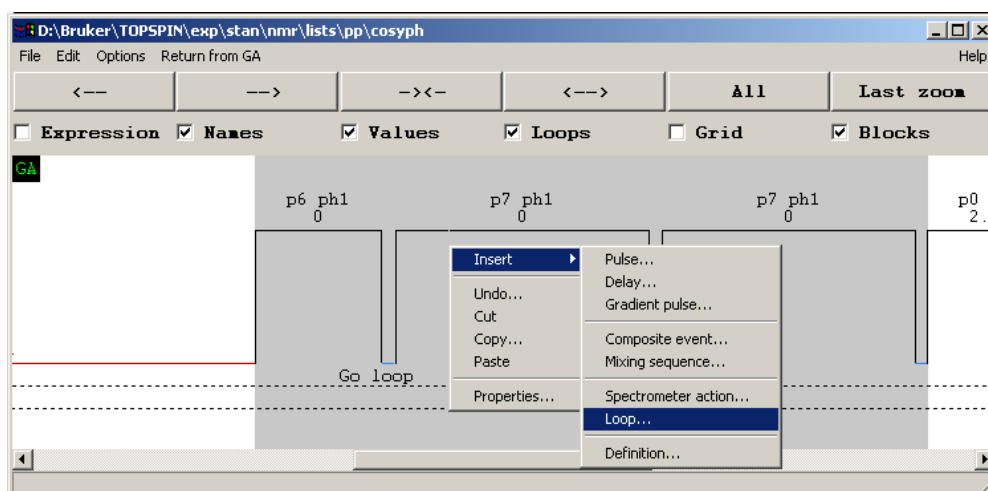 D:\Bruker\TOPSPIN\exp\stan\nmr\lists\pp\cosyph
File Edit Options Return from GA Help
<-- --> -><- <--> All Last zoom
Expression Names Values Loops Grid Blocks
GA
p6 ph1 p7 ph1 p7 ph1 p0
0 0 0 2.
Insert Pulse...
Delay...
Undo... Gradient pulse...
Cut
Copy... Composite event...
Paste Mixing sequence...
Go loop
Properties... Spectrometer action...
Loop...
Definition...